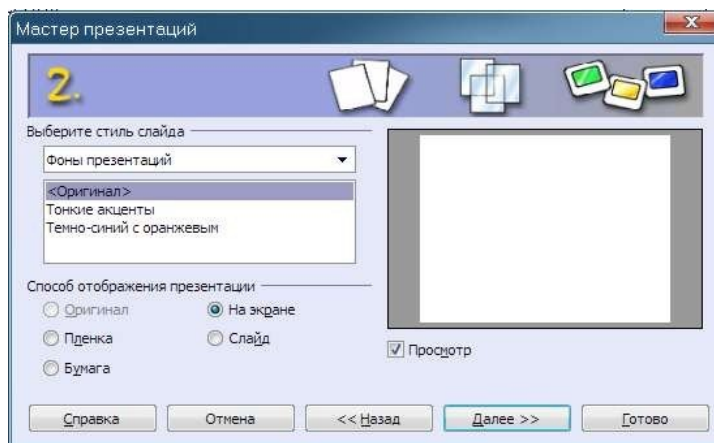 Мастер презентаций
2.
Выберите стиль слайда
Фоны презентаций
<Оригинал>
Тонкие акценты
Темно-синий с оранжевым
Способ отображения презентации
Оригинал
На экране
Пленка
Слайд
Бумага
Просмотр
Справка
Отмена
<< Назад
Далее >>
Готово